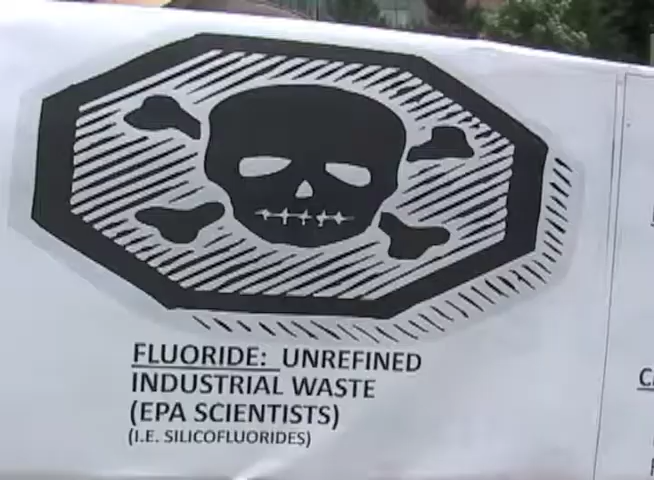 FLUORIDE: UNREFINED
INDUSTRIAL WASTE
(EPA SCIENTISTS)
(I.E. SILICOFLUORIDES)